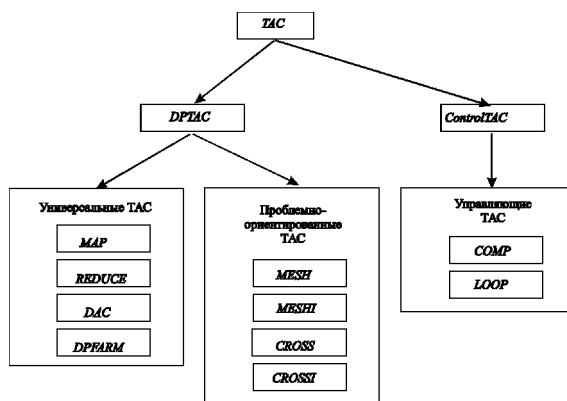 TAC
DPTAC
ControlTAC
Универсальные ТАС
MAP
REDUCE
DAC
DPFARM
Проблемно-
ориентированные
ТАС
MESH
MESHI
CROSS
CROSSI
Управляющие
ТАС
COMP
LOOP